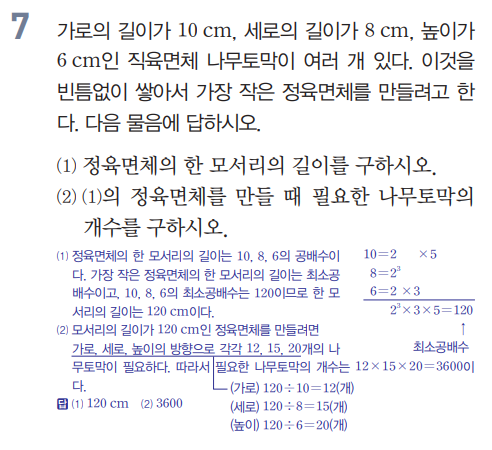 7
가로의 길이가 10 cm, 세로의 길이가 8 cm, 높이가
6 cm인 직육면체 나무토막이 여러 개 있다. 이것을
빈틈없이 쌓아서 가장 작은 정육면체를 만들려고 한
다. 다음 물음에 답하시오.
⑴ 정육면체의 한 모서리의 길이를 구하시오.
⑵ ⑴의 정육면체를 만들 때 필요한 나무토막의
개수를 구하시오.
⑴ 정육면체의 한 모서리의 길이는 10, 8, 6의 공배수이
다. 가장 작은 정육면체의 한 모서리의 길이는 최소공
배수이고, 10, 8, 6의 최소공배수는 120이므로 한 모
서리의 길이는 120 cm이다.
10=2 ×5
8=2³
6=2 ×3
2³×3×5=120
↑
최소공배수
⑵ 모서리의 길이가 120 cm인 정육면체를 만들려면
가로, 세로, 높이의 방향으로 각각 12, 15, 20개의 나
무토막이 필요하다. 따라서 필요한 나무토막의 개수는 12×15×20=3600이
다.
(가로) 120÷10=12(개)
(세로) 120÷8=15(개)
(높이) 120÷6=20(개)
답 ⑴ 120 cm ⑵ 3600